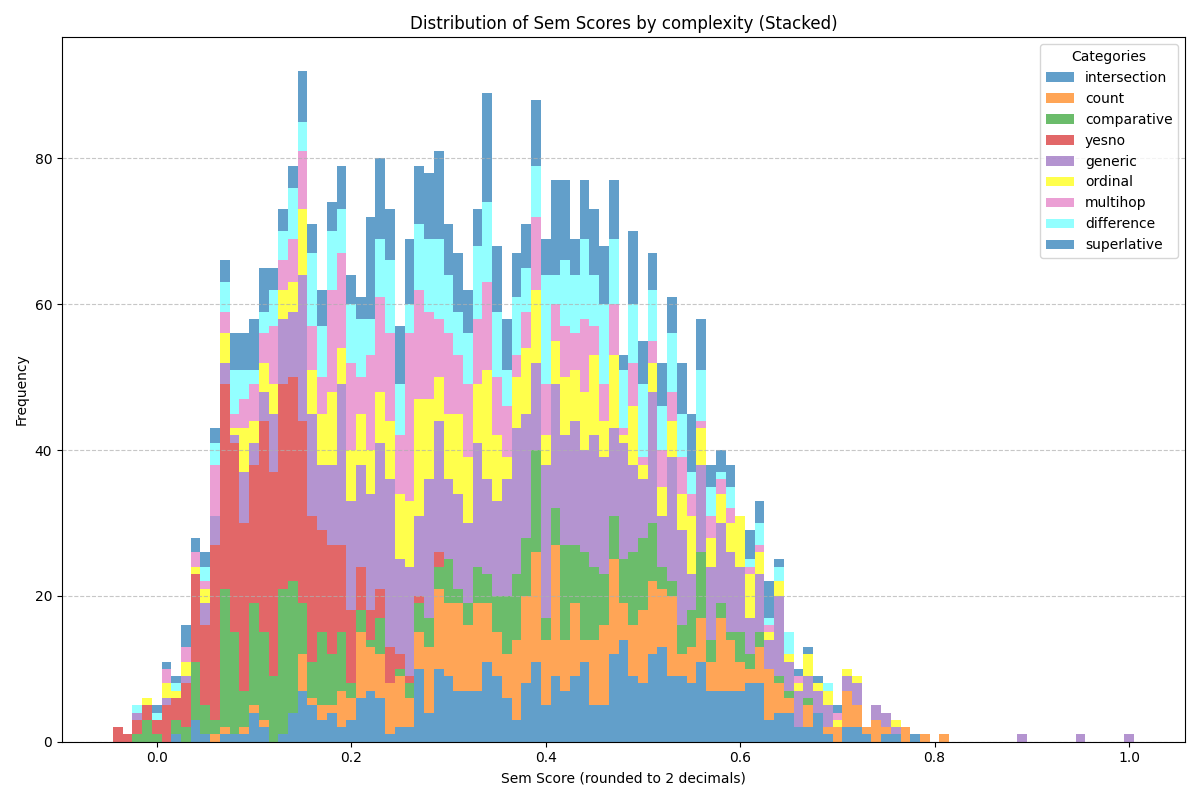 Distribution of Sem Scores by complexity (Stacked)
Categories
intersection
count
comparative
yesno
generic
ordinal
multihop
difference
superlative
Frequency
80
60
40
20
0
0.0
0.2
0.4
0.6
0.8
1.0
Sem Score (rounded to 2 decimals)